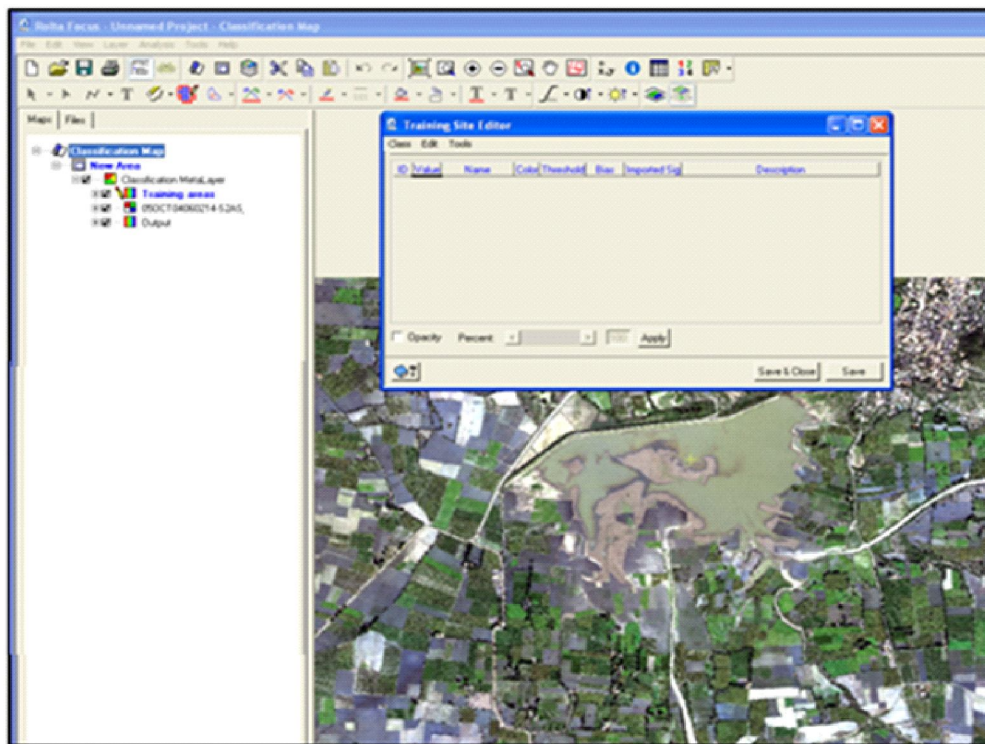 Rolta Focus - Unnamed Project - Classification Map
File Edit View Layer Analysis Tools Help
Maps Files
Classification Map
New Area
Classification MetaLayer
Training areas
Output
Training Site Editor
Class Edit Tools
ID Value Name Color Threshold Bias Imported Sig Description
Opacity Percent: 100 Apply
Save & Close Save